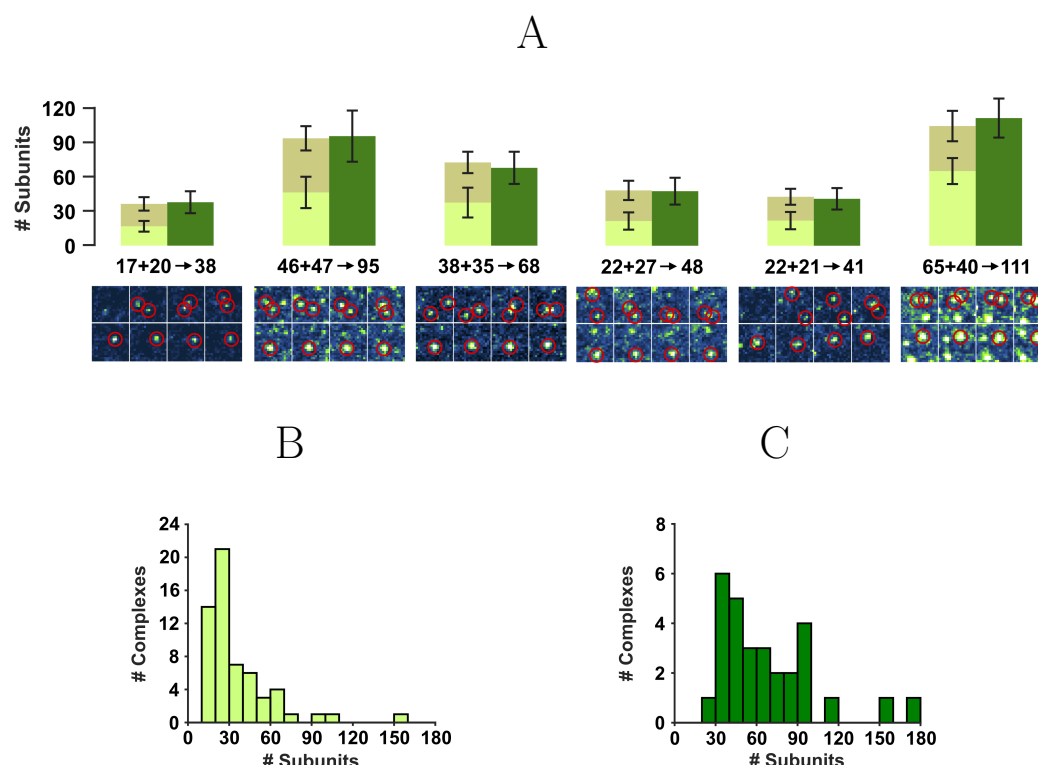 A
# Subunits
120
90
60
30
0
17+20→38 46+47→95 38+35→68 22+27→48 22+21→41 65+40→111
B
# Complexes
24
20
16
12
8
4
0
0 30 60 90 120 150 180
# Subunits
C
# Complexes
8
6
4
2
0
0 30 60 90 120 150 180
# Subunits